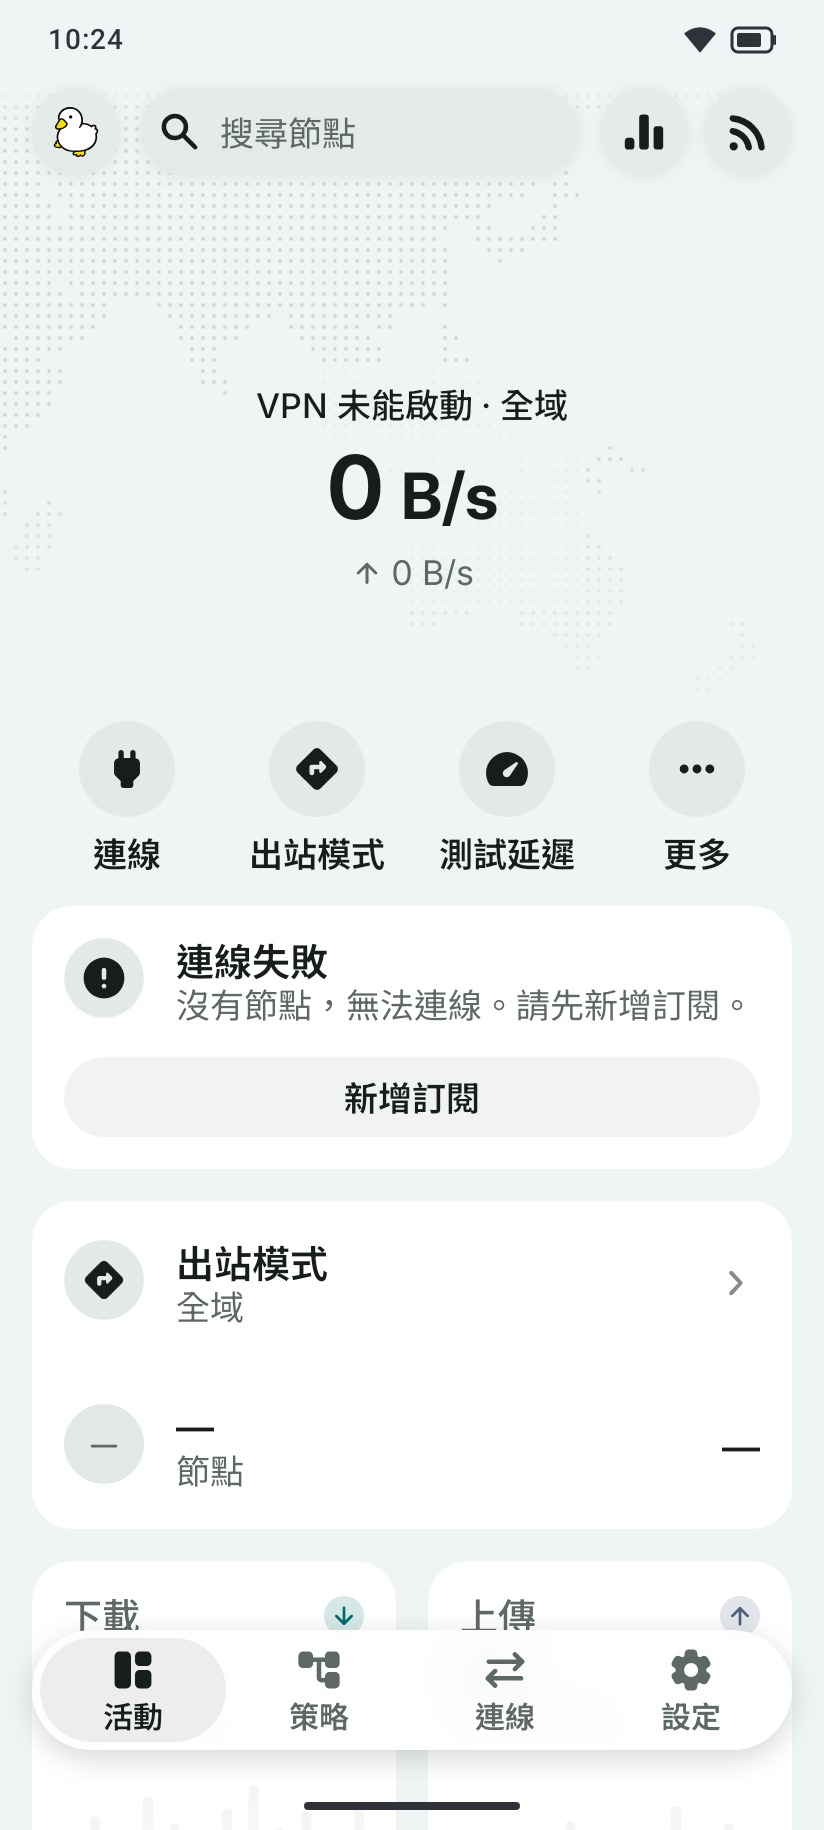 10:24
搜尋節點
VPN 未能啟動 · 全域
0 B/s
↑ 0 B/s
連線
出站模式
測試延遲
更多
連線失敗
沒有節點，無法連線。請先新增訂閱。
新增訂閱
出站模式
全域
—
—
節點
—
下載
上傳
活動
策略
連線
設定